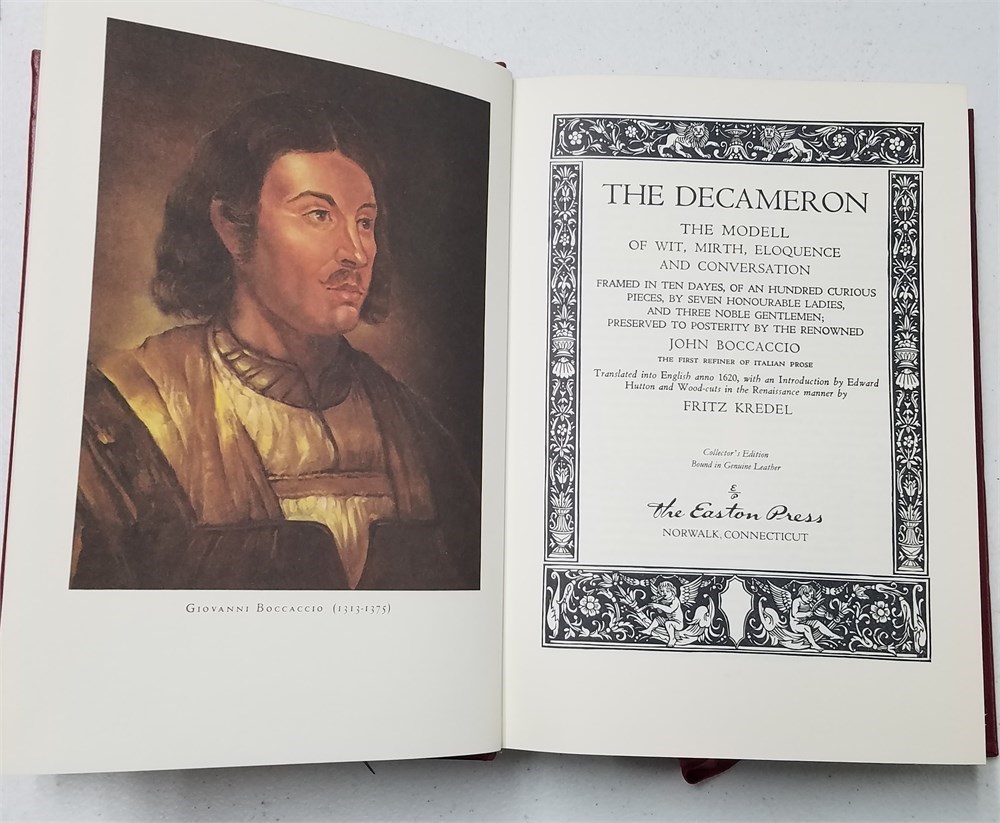 GIOVANNI BOCCACCIO (1313-1375)
THE DECAMERON
THE MODELL
OF WIT, MIRTH, ELOQUENCE
AND CONVERSATION
FRAMED IN TEN DAYES, OF AN HUNDRED CURIOUS
PIECES, BY SEVEN HONOURABLE LADIES,
AND THREE NOBLE GENTLEMEN;
PRESERVED TO POSTERITY BY THE RENOWNED
JOHN BOCCACCIO
THE FIRST REFINER OF ITALIAN PROSE
Translated into English anno 1620, with an Introduction by Edward
Hutton and Wood-cuts in the Renaissance manner by
FRITZ KREDEL
Collector's Edition
Bound in Genuine Leather
E
P
the Easton Press
NORWALK, CONNECTICUT